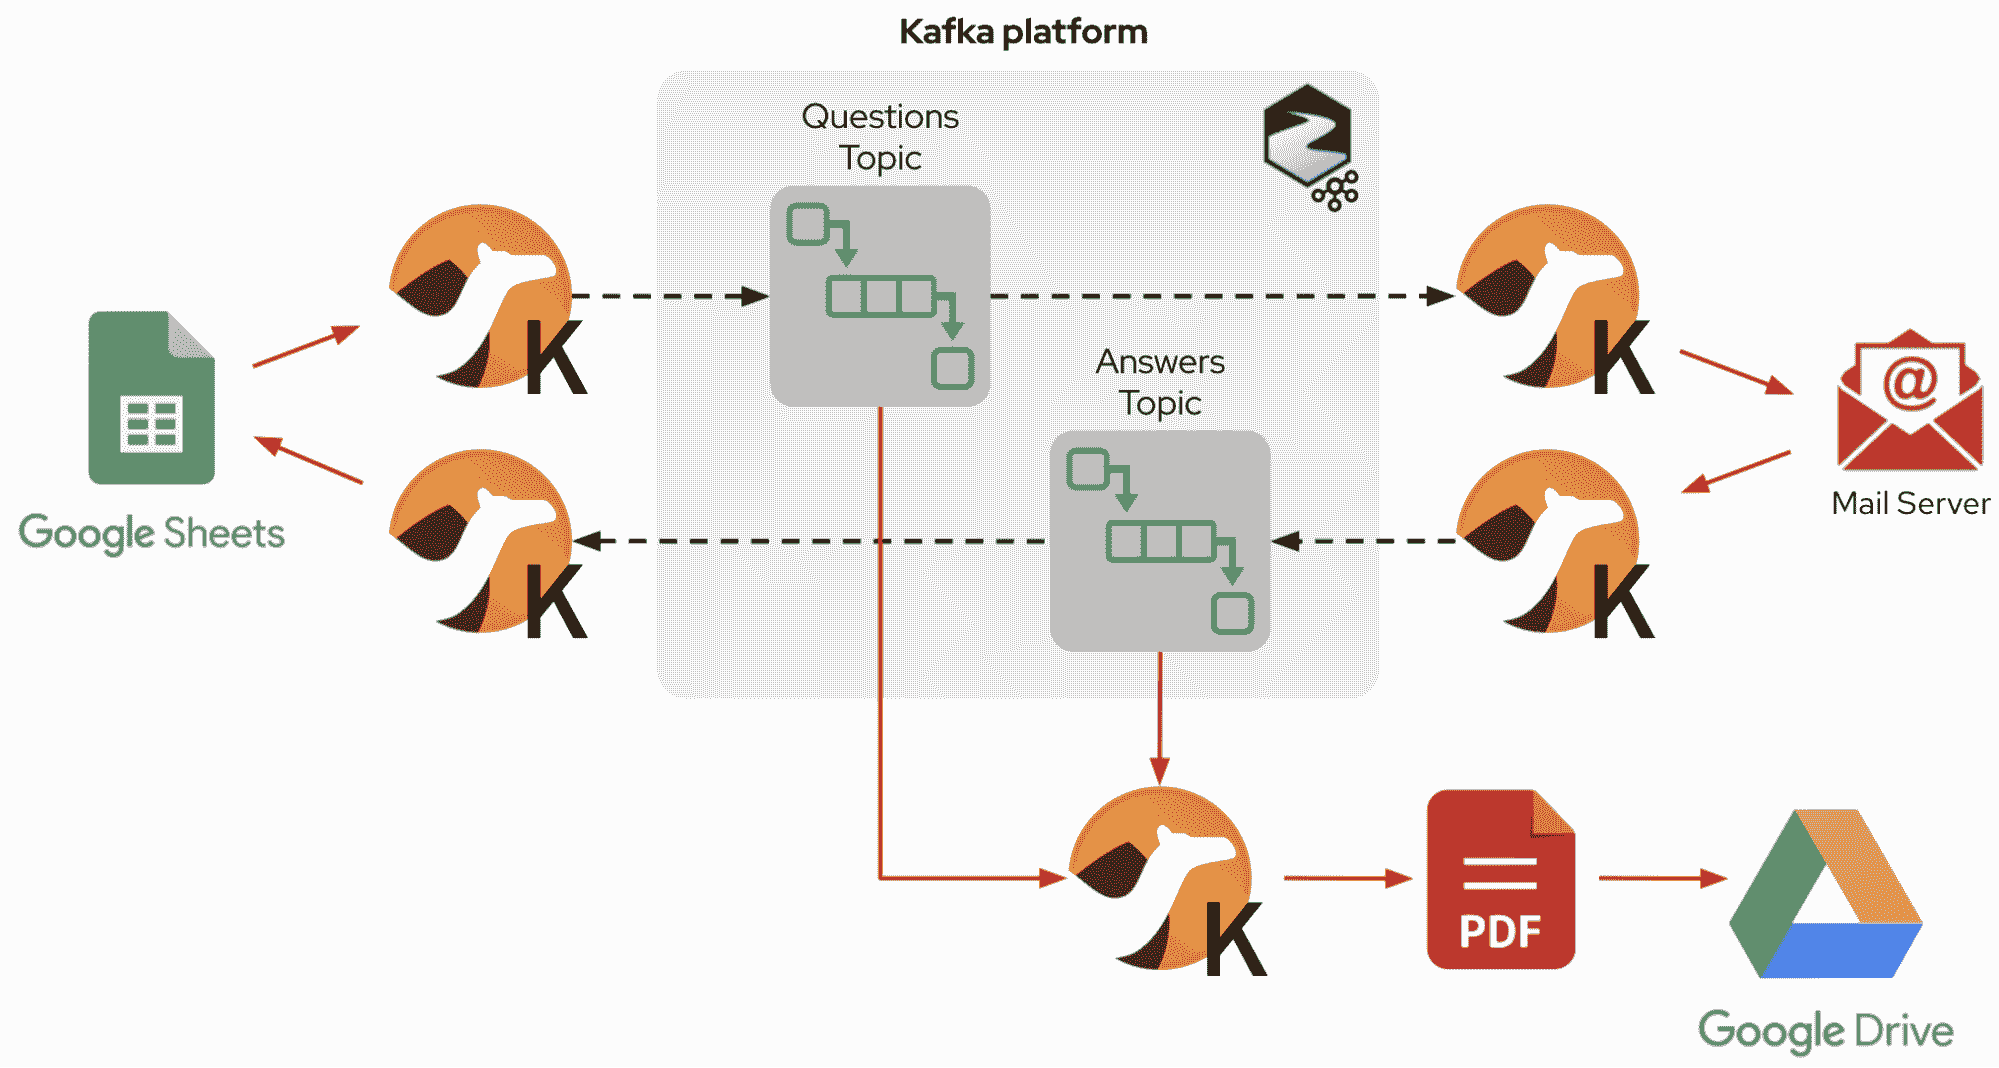 Kafka platform
Questions
Topic
K
K
Answers
Topic
@
Mail Server
Google Sheets
K
K
K
PDF
Google Drive